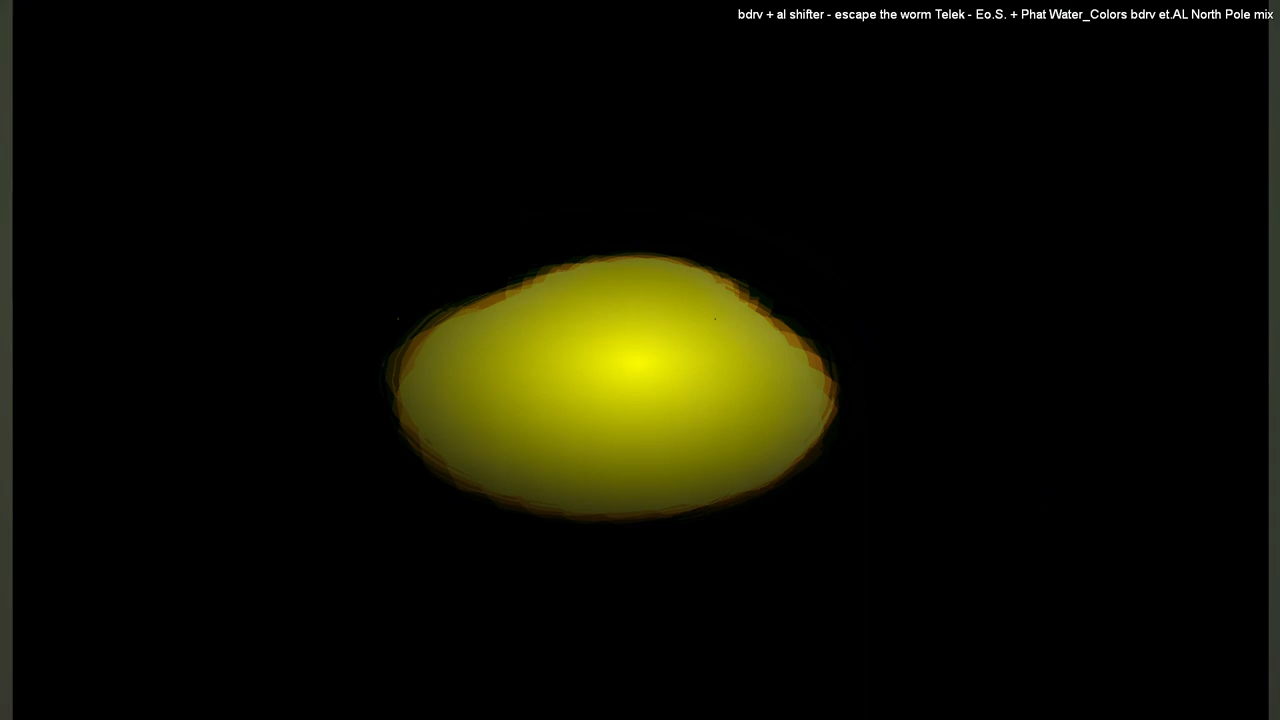 bdrv + al shifter - escape the worm Telek - Eo.S. + Phat Water_Colors bdrv et.AL North Pole mix